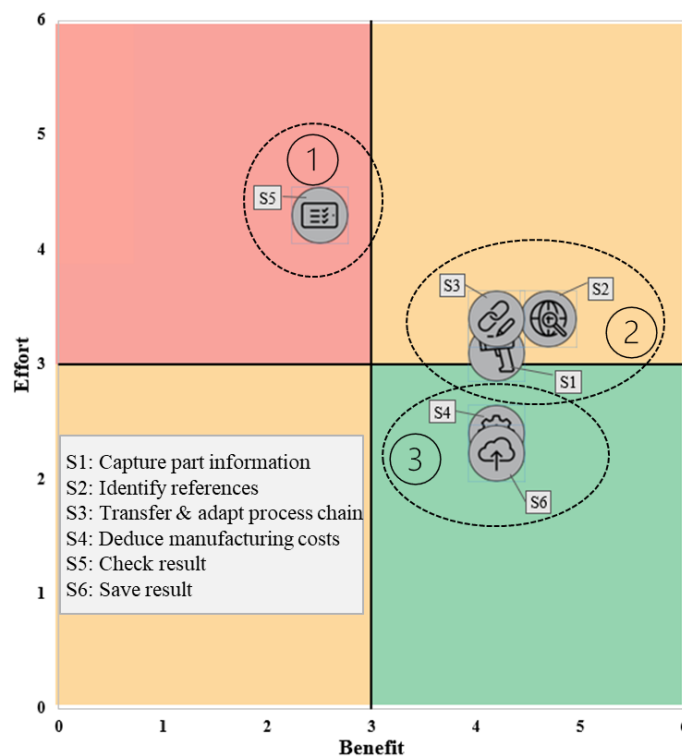 6
5
1
S5
4
S3
S2
2
Effort
3
S1
S4
3
S1: Capture part information
S2: Identify references
S3: Transfer & adapt process chain
S4: Deduce manufacturing costs
S5: Check result
S6: Save result
2
S6
1
0
0 1 2 3 4 5 6
Benefit